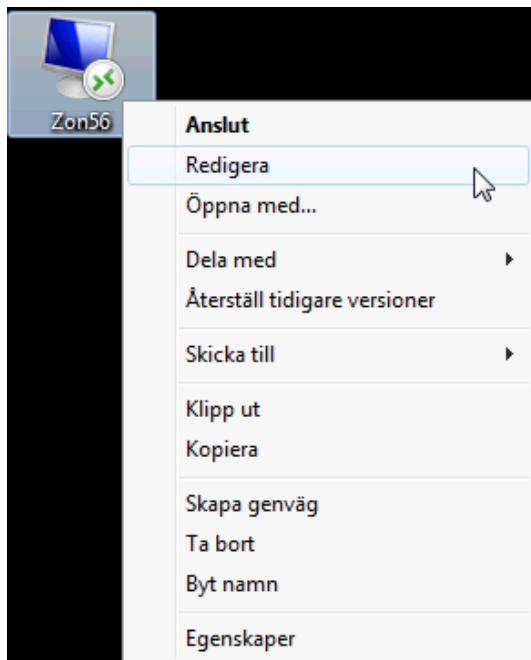 Zon56
Anslut
Redigera
Öppna med...
Dela med
Återställ tidigare versioner
Skicka till
Klipp ut
Kopiera
Skapa genväg
Ta bort
Byt namn
Egenskaper